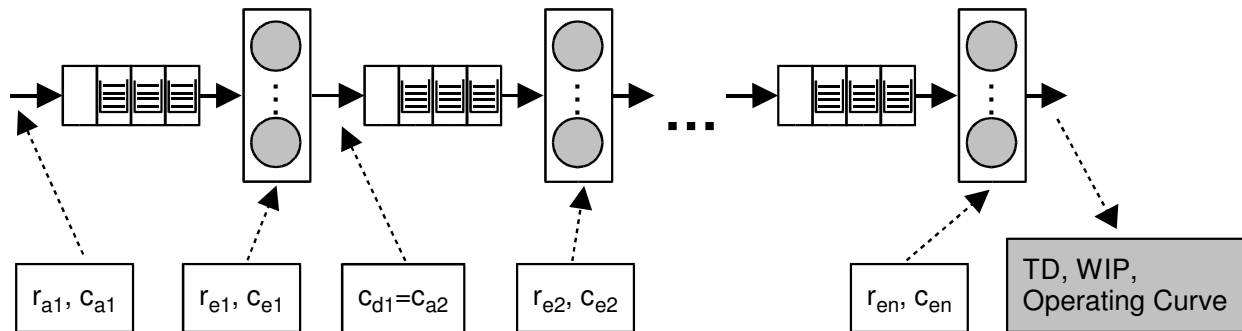 r_a1, c_a1
r_e1, c_e1
c_d1=c_a2
r_e2, c_e2
r_en, c_en
TD, WIP,
Operating Curve